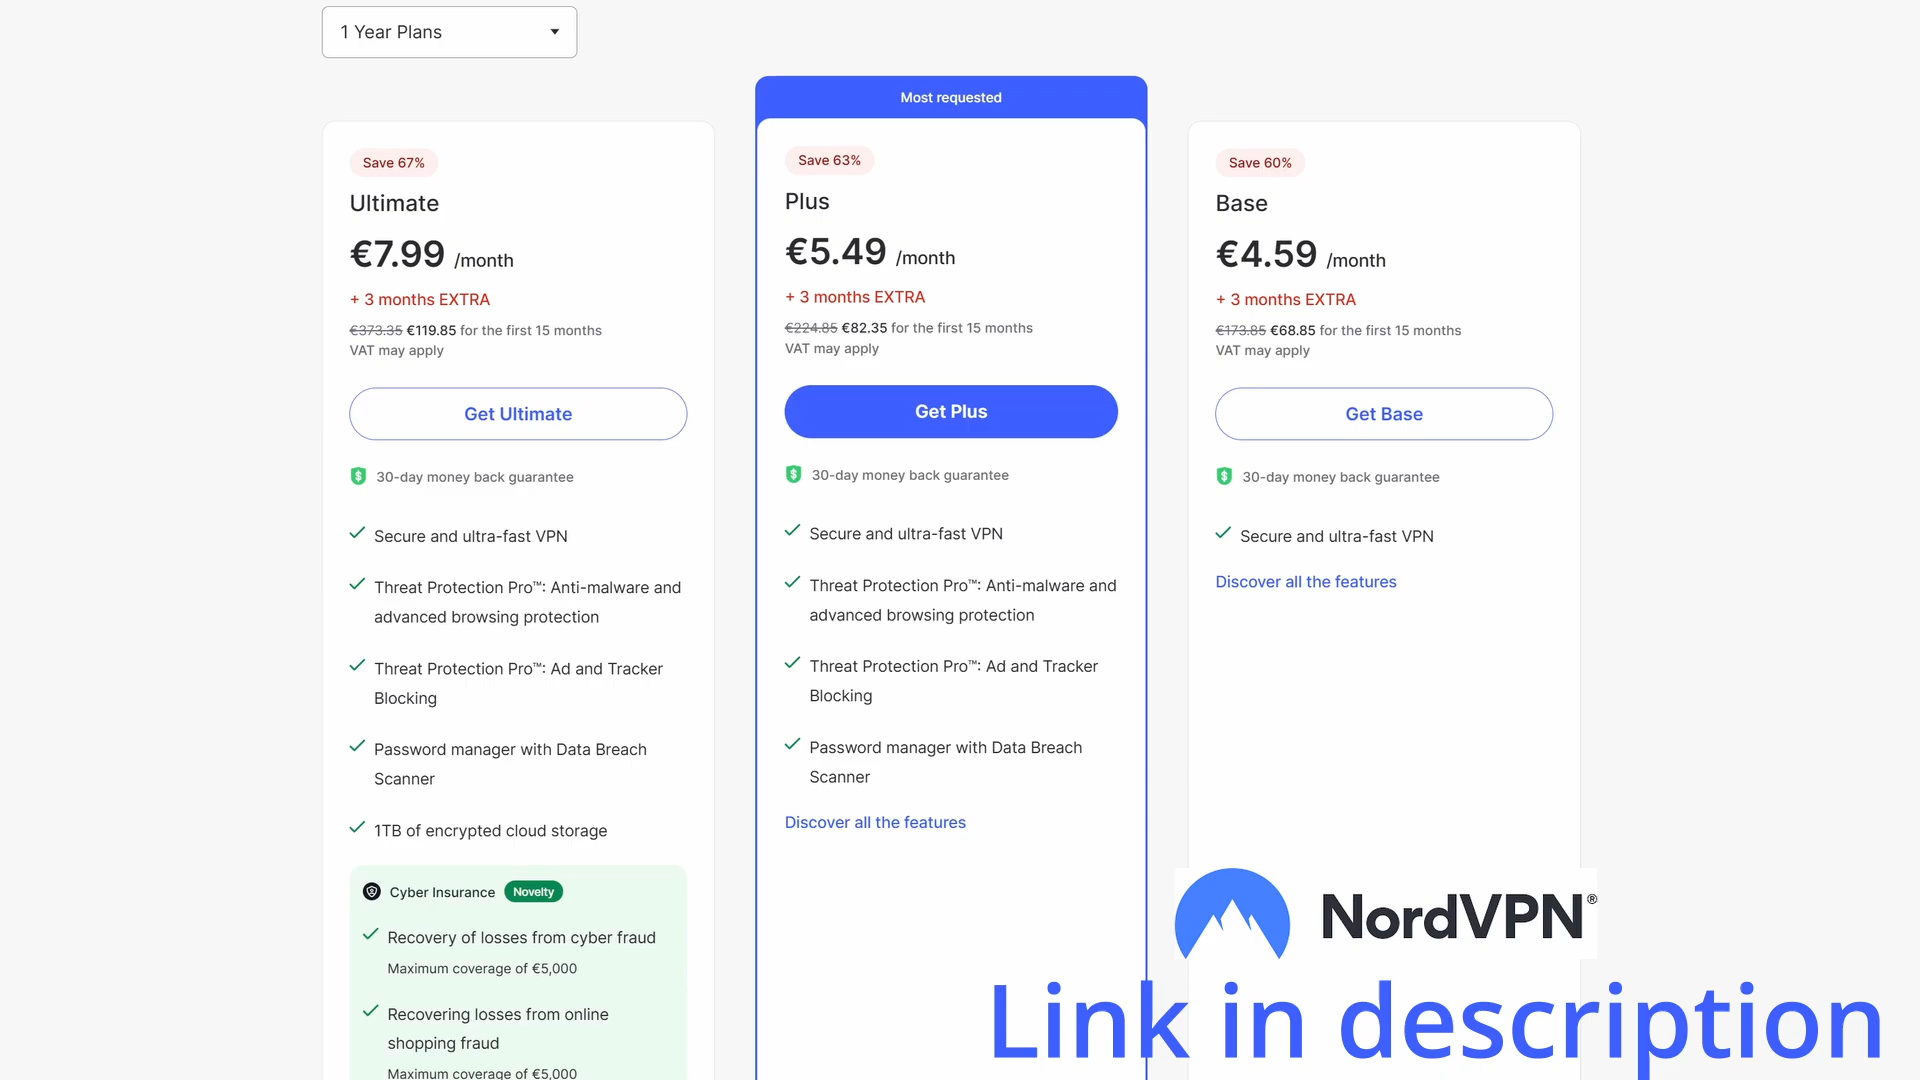 1 Year Plans
Most requested
Save 67%
Ultimate
€7.99 /month
+ 3 months EXTRA
€373.35 €119.85 for the first 15 months
VAT may apply
Get Ultimate
30-day money back guarantee
Secure and ultra-fast VPN
Threat Protection Pro™: Anti-malware and
advanced browsing protection
Threat Protection Pro™: Ad and Tracker
Blocking
Password manager with Data Breach
Scanner
1TB of encrypted cloud storage
Cyber Insurance Novelty
Recovery of losses from cyber fraud
Maximum coverage of €5,000
Recovering losses from online
shopping fraud
Maximum coverage of €5,000
Save 63%
Plus
€5.49 /month
+ 3 months EXTRA
€224.85 €82.35 for the first 15 months
VAT may apply
Get Plus
30-day money back guarantee
Secure and ultra-fast VPN
Threat Protection Pro™: Anti-malware and
advanced browsing protection
Threat Protection Pro™: Ad and Tracker
Blocking
Password manager with Data Breach
Scanner
Discover all the features
Save 60%
Base
€4.59 /month
+ 3 months EXTRA
€173.85 €68.85 for the first 15 months
VAT may apply
Get Base
30-day money back guarantee
Secure and ultra-fast VPN
Discover all the features
NordVPN®
Link in description